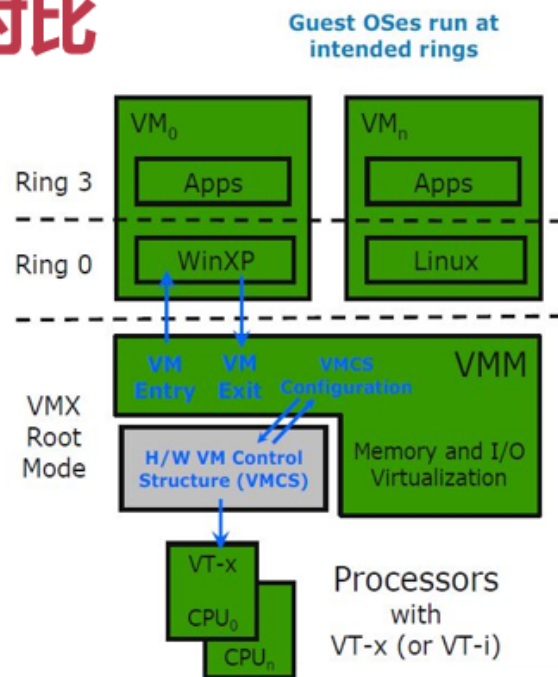 对比
Guest OSes run at
intended rings
VM0
VMn
Ring 3
Apps
Apps
Ring 0
WinXP
Linux
VM
Entry
VM
Exit
VMCS
Configuration
VMM
VMX
Root
Mode
H/W VM Control
Structure (VMCS)
Memory and I/O
Virtualization
VT-x
CPU0
CPUn
Processors
with
VT-x (or VT-i)